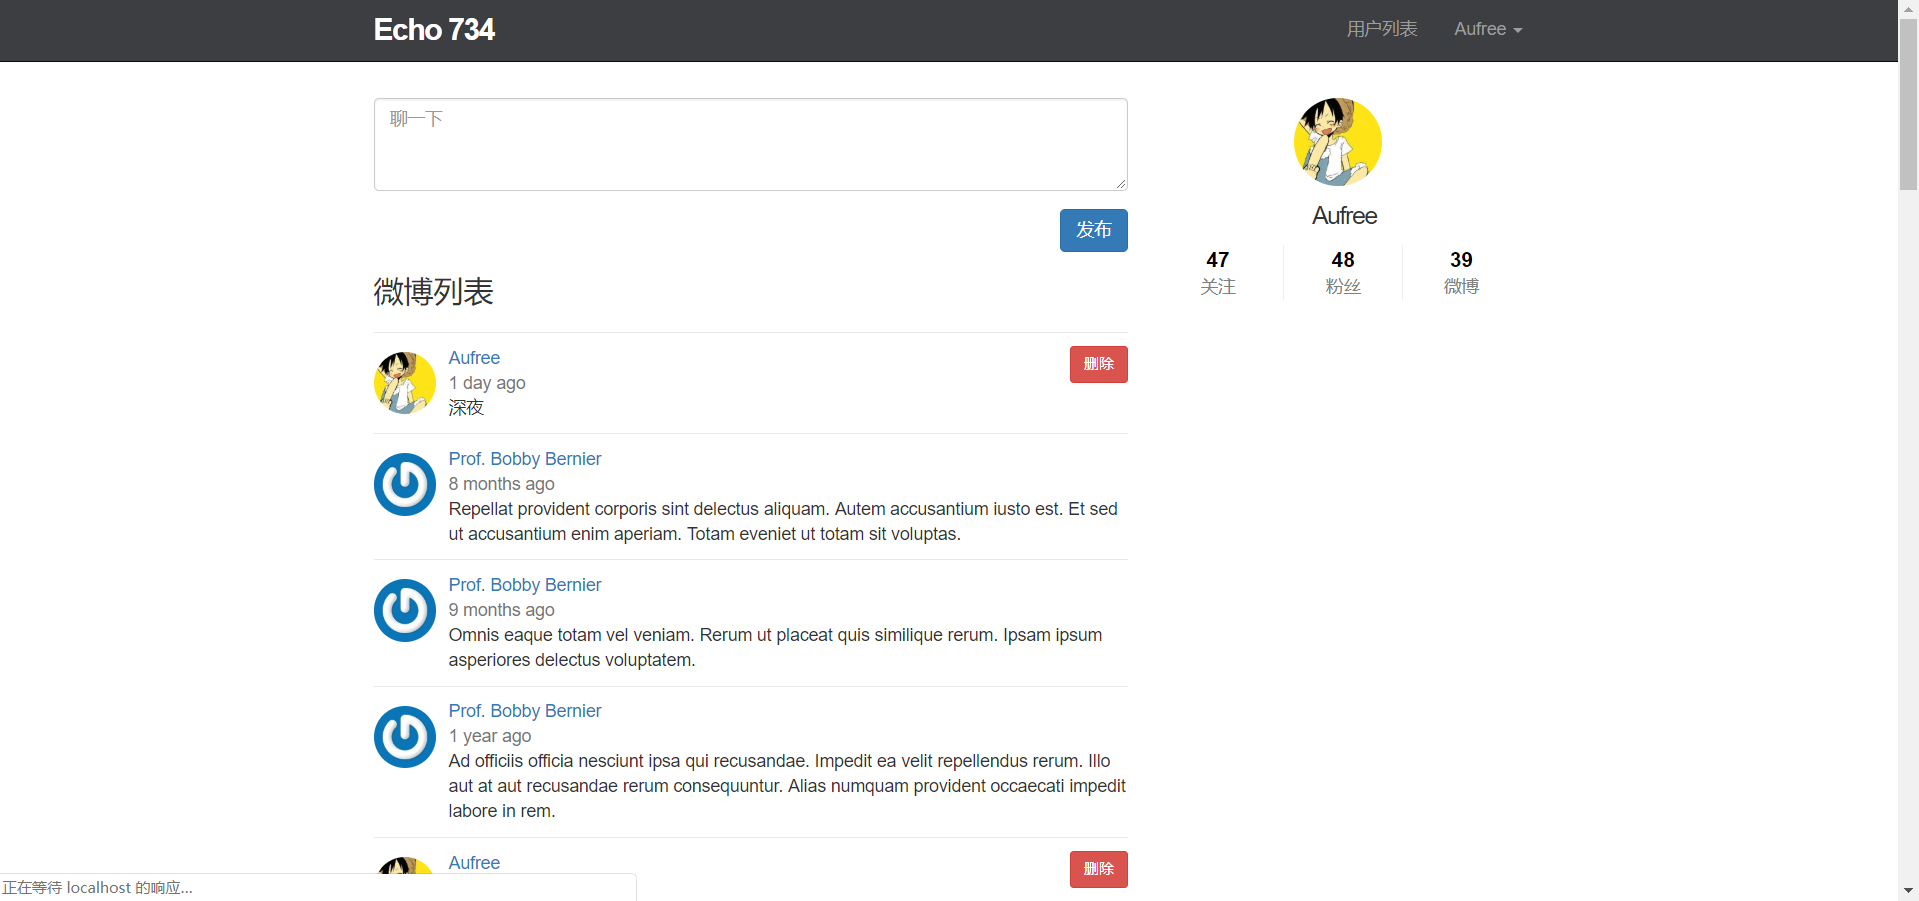 Echo 734
用户列表
Aufree
聊一下
发布
Aufree
47
48
39
关注
粉丝
微博
微博列表
Aufree
删除
1 day ago
深夜
Prof. Bobby Bernier
8 months ago
Repellat provident corporis sint delectus aliquam. Autem accusantium iusto est. Et sed
ut accusantium enim aperiam. Totam eveniet ut totam sit voluptas.
Prof. Bobby Bernier
9 months ago
Omnis eaque totam vel veniam. Rerum ut placeat quis similique rerum. Ipsam ipsum
asperiores delectus voluptatem.
Prof. Bobby Bernier
1 year ago
Ad officiis officia nesciunt ipsa qui recusandae. Impedit ea velit repellendus rerum. Illo
aut at aut recusandae rerum consequuntur. Alias numquam provident occaecati impedit
labore in rem.
Aufree
删除
正在等待 localhost 的响应...